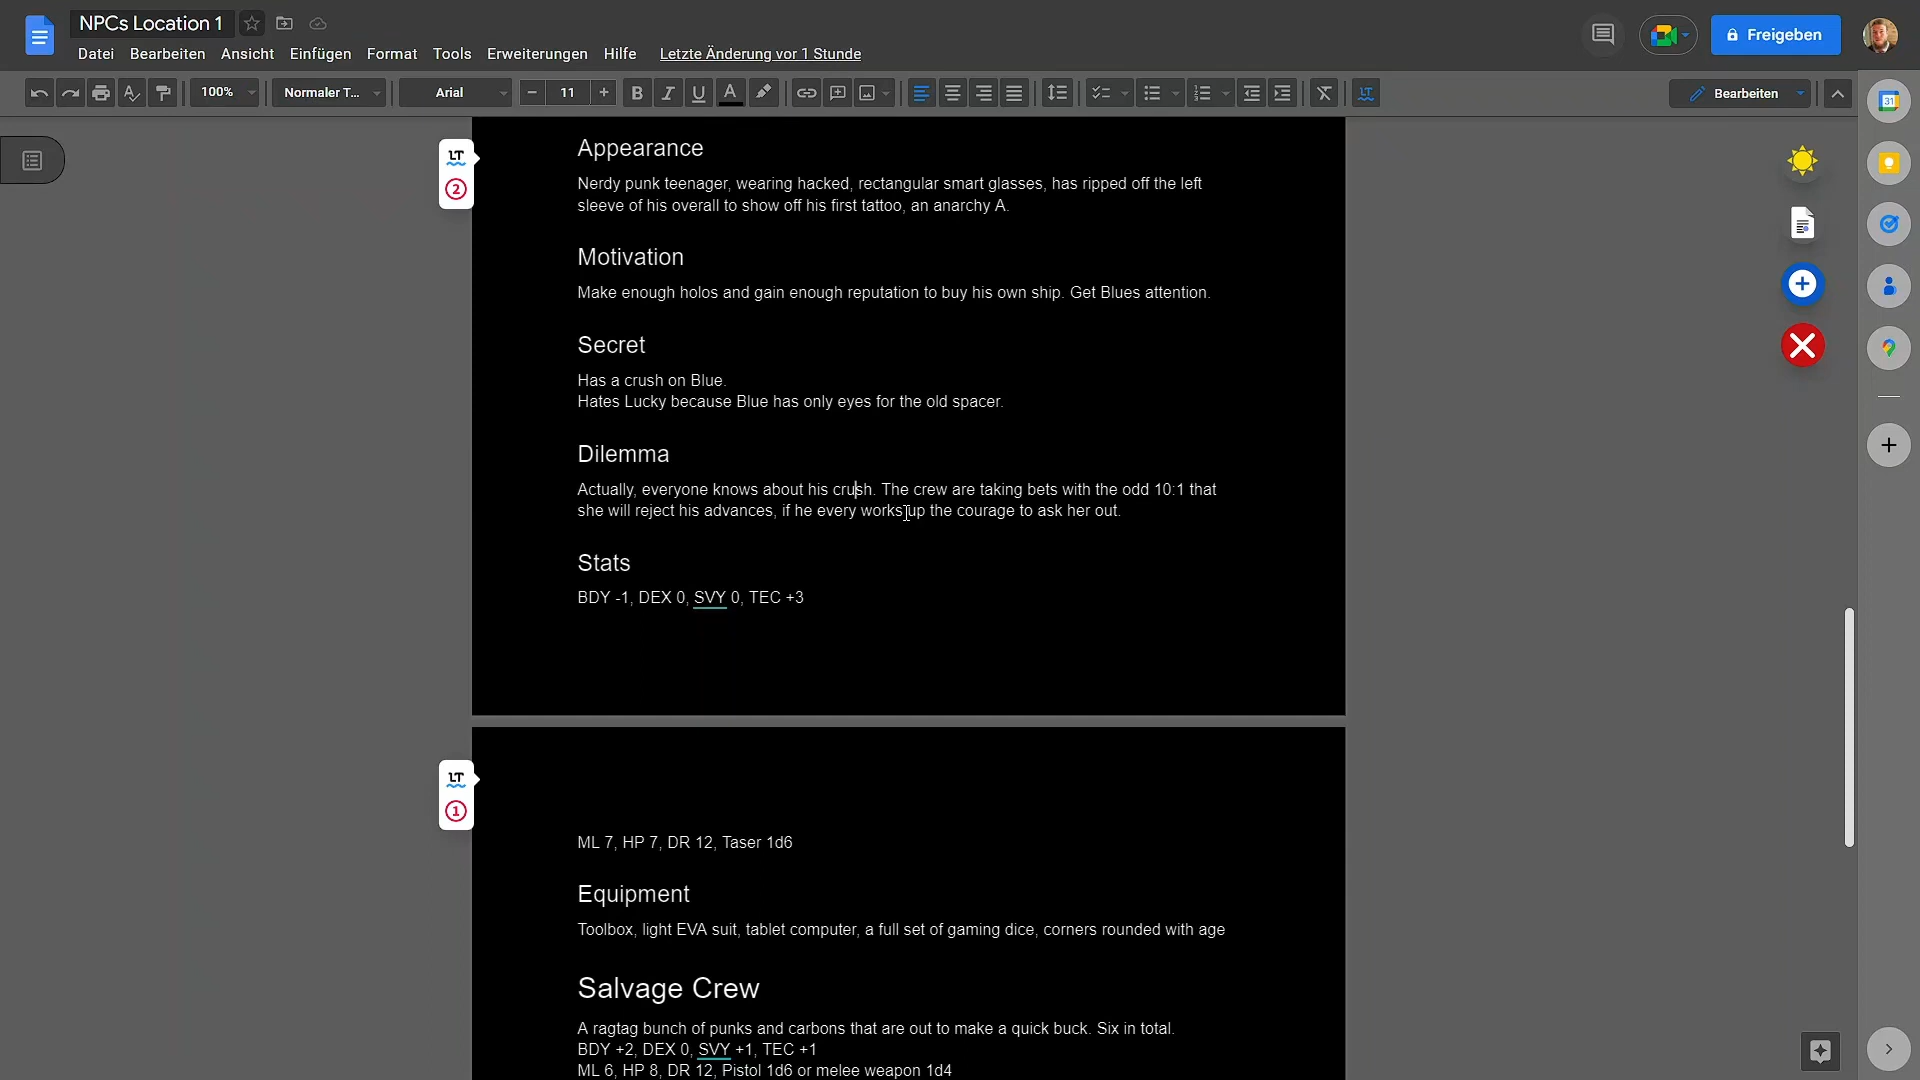 NPCs Location 1
Datei Bearbeiten Ansicht Einfügen Format Tools Erweiterungen Hilfe Letzte Änderung vor 1 Stunde
Freigeben
100% Normaler T... Arial 11 Bearbeiten
Appearance
Nerdy punk teenager, wearing hacked, rectangular smart glasses, has ripped off the left
sleeve of his overall to show off his first tattoo, an anarchy A.
Motivation
Make enough holos and gain enough reputation to buy his own ship. Get Blues attention.
Secret
Has a crush on Blue.
Hates Lucky because Blue has only eyes for the old spacer.
Dilemma
Actually, everyone knows about his crush. The crew are taking bets with the odd 10:1 that
she will reject his advances, if he every works up the courage to ask her out.
Stats
BDY -1, DEX 0, SVY 0, TEC +3
ML 7, HP 7, DR 12, Taser 1d6
Equipment
Toolbox, light EVA suit, tablet computer, a full set of gaming dice, corners rounded with age
Salvage Crew
A ragtag bunch of punks and carbons that are out to make a quick buck. Six in total.
BDY +2, DEX 0, SVY +1, TEC +1
ML 6, HP 8, DR 12, Pistol 1d6 or melee weapon 1d4
LT
2
LT
1
31